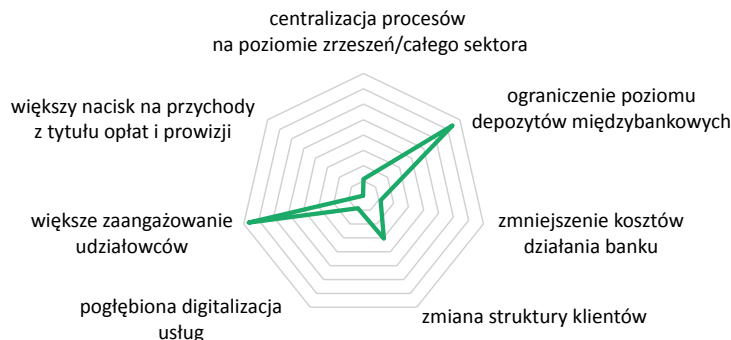 centralizacja procesów
na poziomie zrzeszeń/całego sektora
ograniczenie poziomu
depozytów międzybankowych
zmniejszenie kosztów
działania banku
zmiana struktury klientów
pogłębiona digitalizacja
usług
większe zaangażowanie
udziałowców
większy nacisk na przychody
z tytułu opłat i prowizji